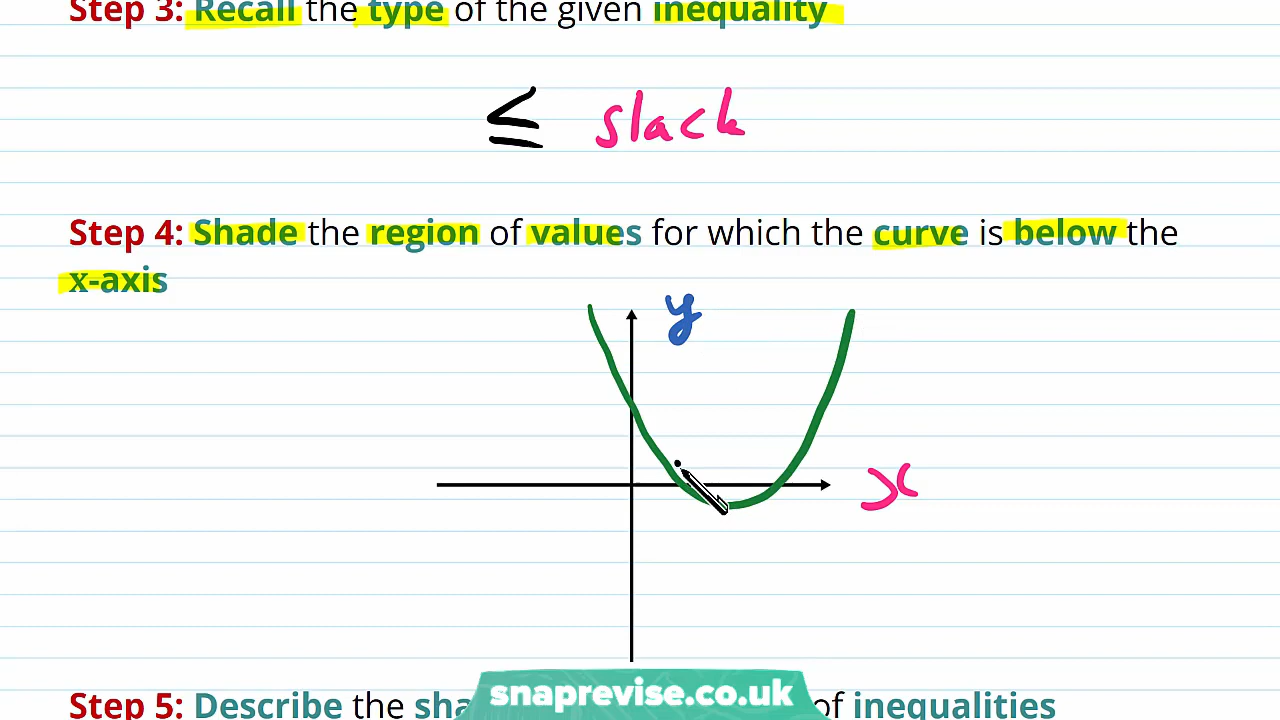 Step 3: Recall the type of the given inequality
≤ slack
Step 4: Shade the region of values for which the curve is below the
x-axis
y
x
Step 5: Describe the sha of inequalities
snaprevise.co.uk